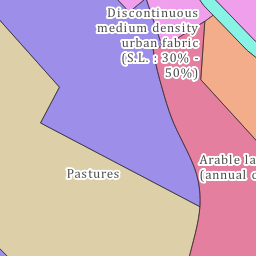 Discontinuous
medium density
urban fabric
(S.L. : 30% -
50%)
Arable la
(annual c
Pastures